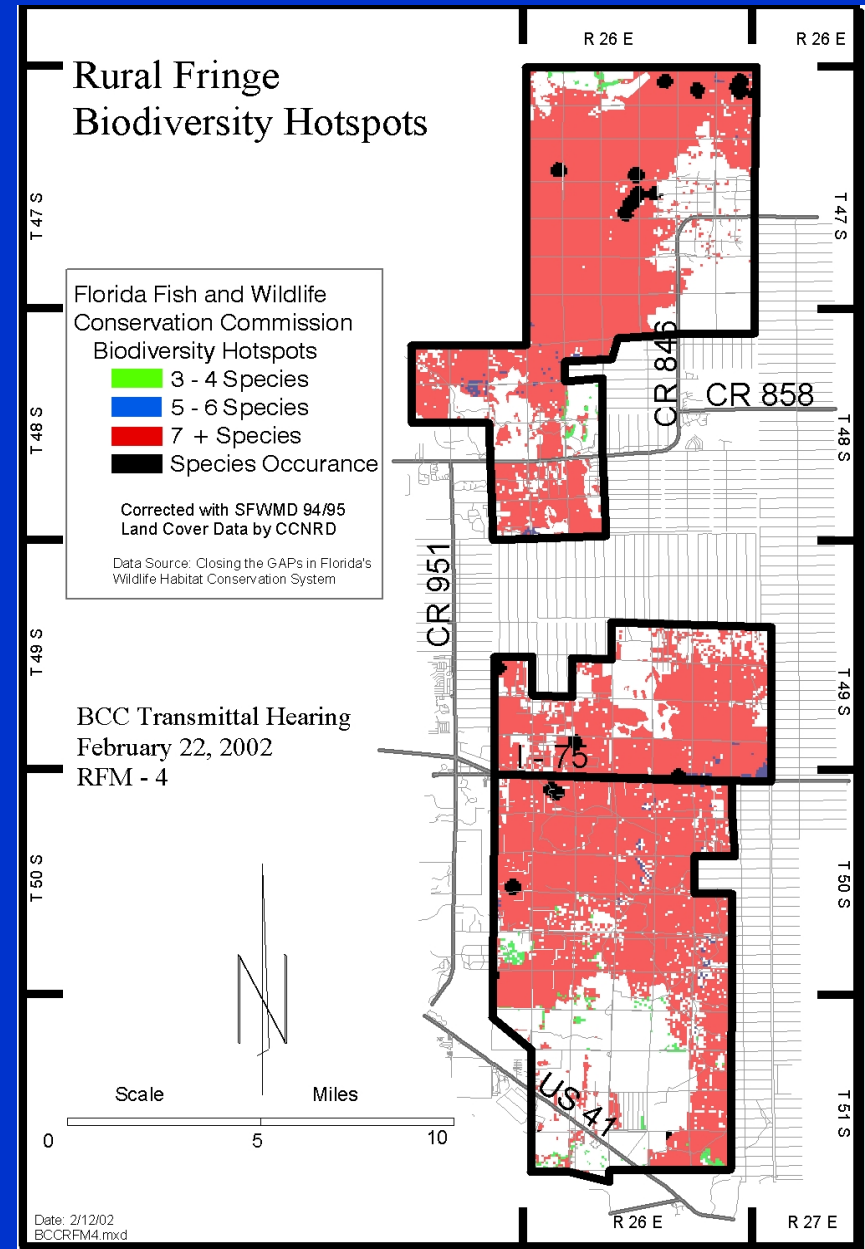 R 26 E
R 26 E
Rural Fringe
Biodiversity Hotspots
T 47 S
T 47 S
Florida Fish and Wildlife
Conservation Commission
Biodiversity Hotspots
3 - 4 Species
5 - 6 Species
7 + Species
Species Occurance
Corrected with SFWMD 94/95
Land Cover Data by CCNRD
Data Source: Closing the GAPs in Florida's
Wildlife Habitat Conservation System
CR 846
CR 858
T 48 S
T 48 S
CR 951
T 49 S
T 49 S
BCC Transmittal Hearing
February 22, 2002
RFM - 4
I - 75
T 50 S
T 50 S
N
US 41
T 51 S
Scale
Miles
0
5
10
Date: 2/12/02
BCCRFM4.mxd
R 26 E
R 27 E